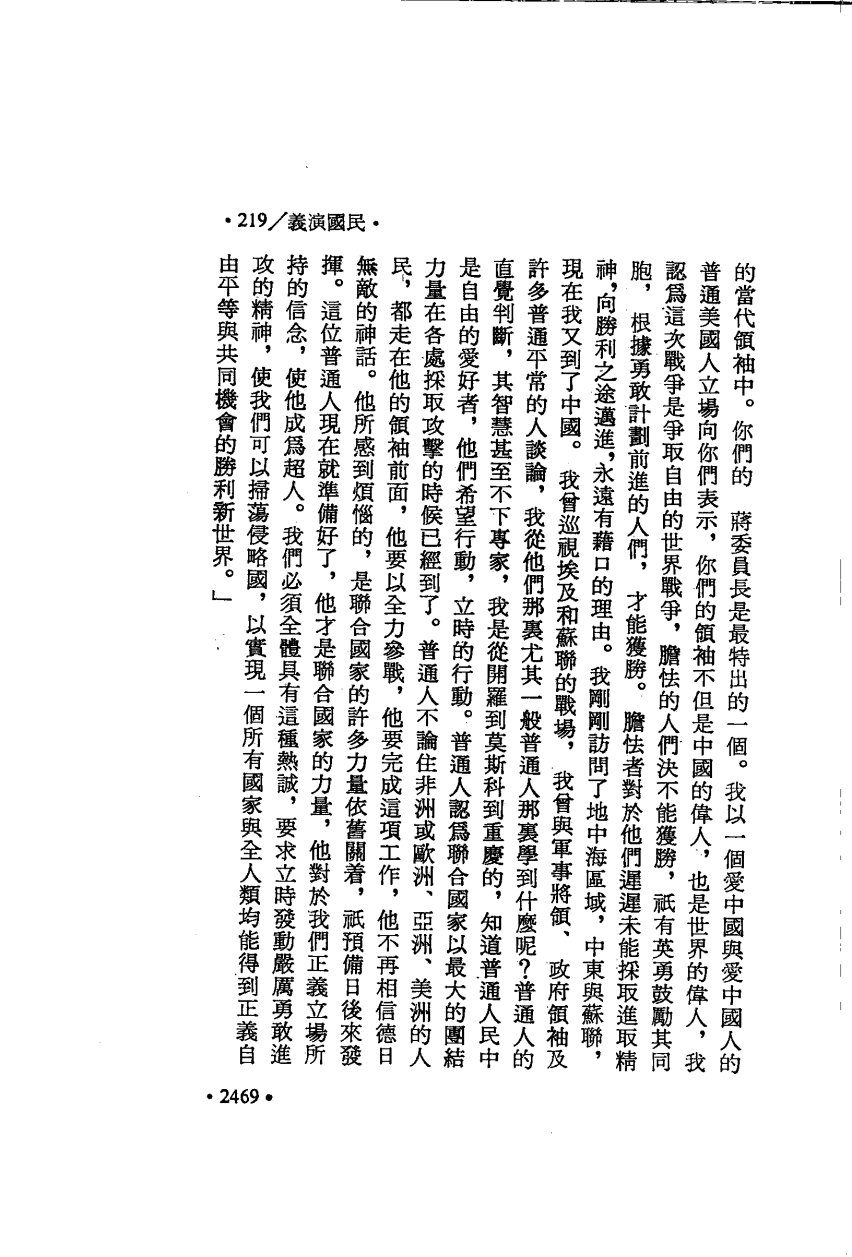 •219／義演國民•
的當代領袖中。你們的　蔣委員長是最特出的一個。我以一個愛中國與愛中國人的
普通美國人立場向你們表示，你們的領袖不但是中國的偉人，也是世界的偉人，我
認爲這次戰爭是爭取自由的世界戰爭，膽怯的人們決不能獲勝，祇有英勇鼓勵其同
胞，根據勇敢計劃前進的人們，才能獲勝。膽怯者對於他們遲遲未能採取進取精
神，向勝利之途邁進，永遠有藉口的理由。我剛剛訪問了地中海區域，中東與蘇聯，
現在我又到了中國。我曾巡視埃及和蘇聯的戰場，我曾與軍事將領、政府領袖及
許多普通平常的人談論，我從他們那裏尤其一般普通人那裏學到什麼呢？普通人的
直覺判斷，其智慧甚至不下專家，我是從開羅到莫斯科到重慶的，知道普通人民中
是自由的愛好者，他們希望行動，立時的行動。普通人認爲聯合國家以最大的團結
力量在各處採取攻擊的時候已經到了。普通人不論住非洲或歐洲、亞洲、美洲的人
民，都走在他的領袖前面，他要以全力參戰，他要完成這項工作，他不再相信德日
無敵的神話。他所感到煩惱的，是聯合國家的許多力量依舊關着，祇預備日後來發
揮。這位普通人現在就準備好了，他才是聯合國家的力量，他對於我們正義立場所
持的信念，使他成爲超人。我們必須全體具有這種熱誠，要求立時發動嚴厲勇敢進
攻的精神，使我們可以掃蕩侵略國，以實現一個所有國家與全人類均能得到正義自
由平等與共同機會的勝利新世界。」
•2469•